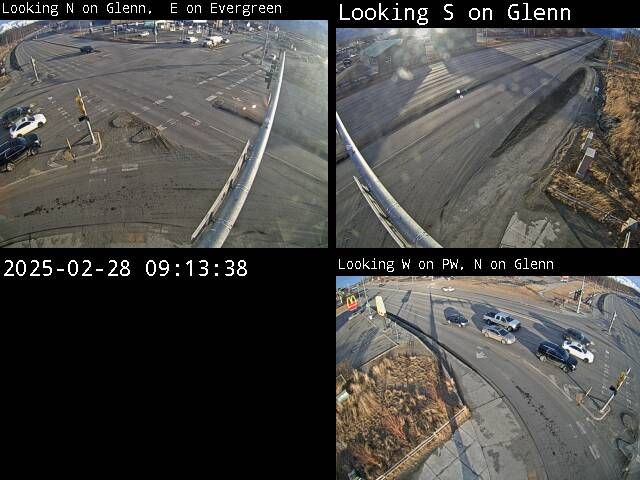 Looking N on Glenn,  E on Evergreen
Looking S on Glenn
2025-02-28 09:13:38
Looking W on PW, N on Glenn